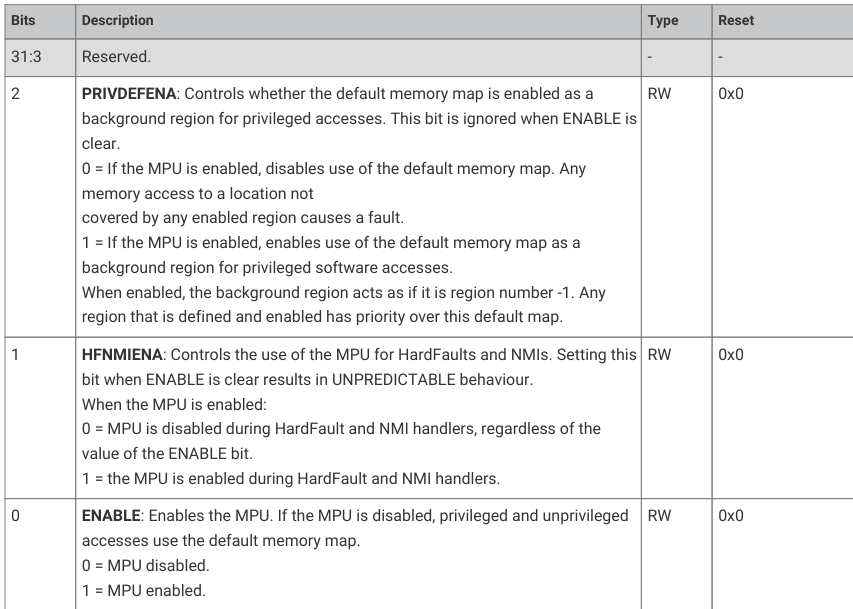 Bits Description Type Reset
31:3 Reserved. - -
2 PRIVDEFENA: Controls whether the default memory map is enabled as a RW 0x0
background region for privileged accesses. This bit is ignored when ENABLE is
clear.
0 = If the MPU is enabled, disables use of the default memory map. Any
memory access to a location not
covered by any enabled region causes a fault.
1 = If the MPU is enabled, enables use of the default memory map as a
background region for privileged software accesses.
When enabled, the background region acts as if it is region number -1. Any
region that is defined and enabled has priority over this default map.
1 HFNMIENA: Controls the use of the MPU for HardFaults and NMIs. Setting this RW 0x0
bit when ENABLE is clear results in UNPREDICTABLE behaviour.
When the MPU is enabled:
0 = MPU is disabled during HardFault and NMI handlers, regardless of the
value of the ENABLE bit.
1 = the MPU is enabled during HardFault and NMI handlers.
0 ENABLE: Enables the MPU. If the MPU is disabled, privileged and unprivileged RW 0x0
accesses use the default memory map.
0 = MPU disabled.
1 = MPU enabled.